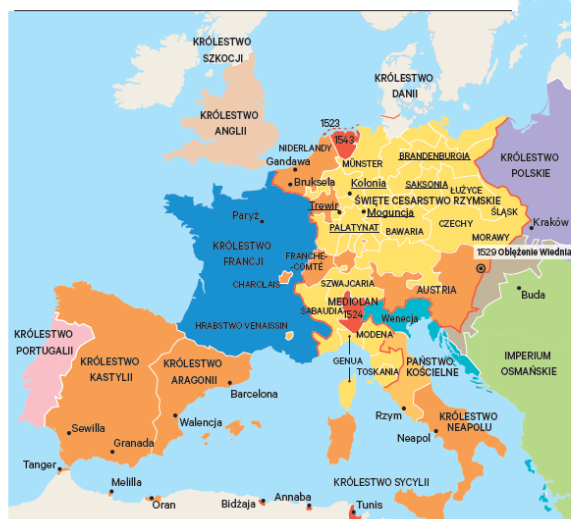 KRÓLESTWO
SZKOCJI
KRÓLESTWO
DANII
KRÓLESTWO
ANGLII
1523
1543
NIDERLANDY
Gandawa
Bruksela
MÜNSTER
BRANDENBURGIA
KRÓLESTWO
POLSKIE
Kolonia
SAKSONIA
ŁUŻYCE
ŚWIĘTE CESARSTWO RZYMSKIE
Trewir
Moguncja
ŚLĄSK
PALATYNAT
CZECHY
BAWARIA
MORAWY
Kraków
Paryż
KRÓLESTWO
FRANCJI
FRANCHE-
COMTÉ
CHAROLAIS
1529 Oblężenie Wiednia
SZWAJCARIA
AUSTRIA
Buda
MEDIOLAN
1524
SABAUDIA
Wenecja
HRABSTWO VENAISSIN
MODENA
GENUA
TOSKANIA
PAŃSTWO
KOŚCIELNE
IMPERIUM
OSMAŃSKIE
KRÓLESTWO
PORTUGALII
KRÓLESTWO
KASTYLII
KRÓLESTWO
ARAGONII
Barcelona
Walencja
Sewilla
Granada
Rzym
Neapol
KRÓLESTWO
NEAPOLU
KRÓLESTWO SYCYLII
Tanger
Melilla
Oran
Bidżaja
Annaba
Tunis